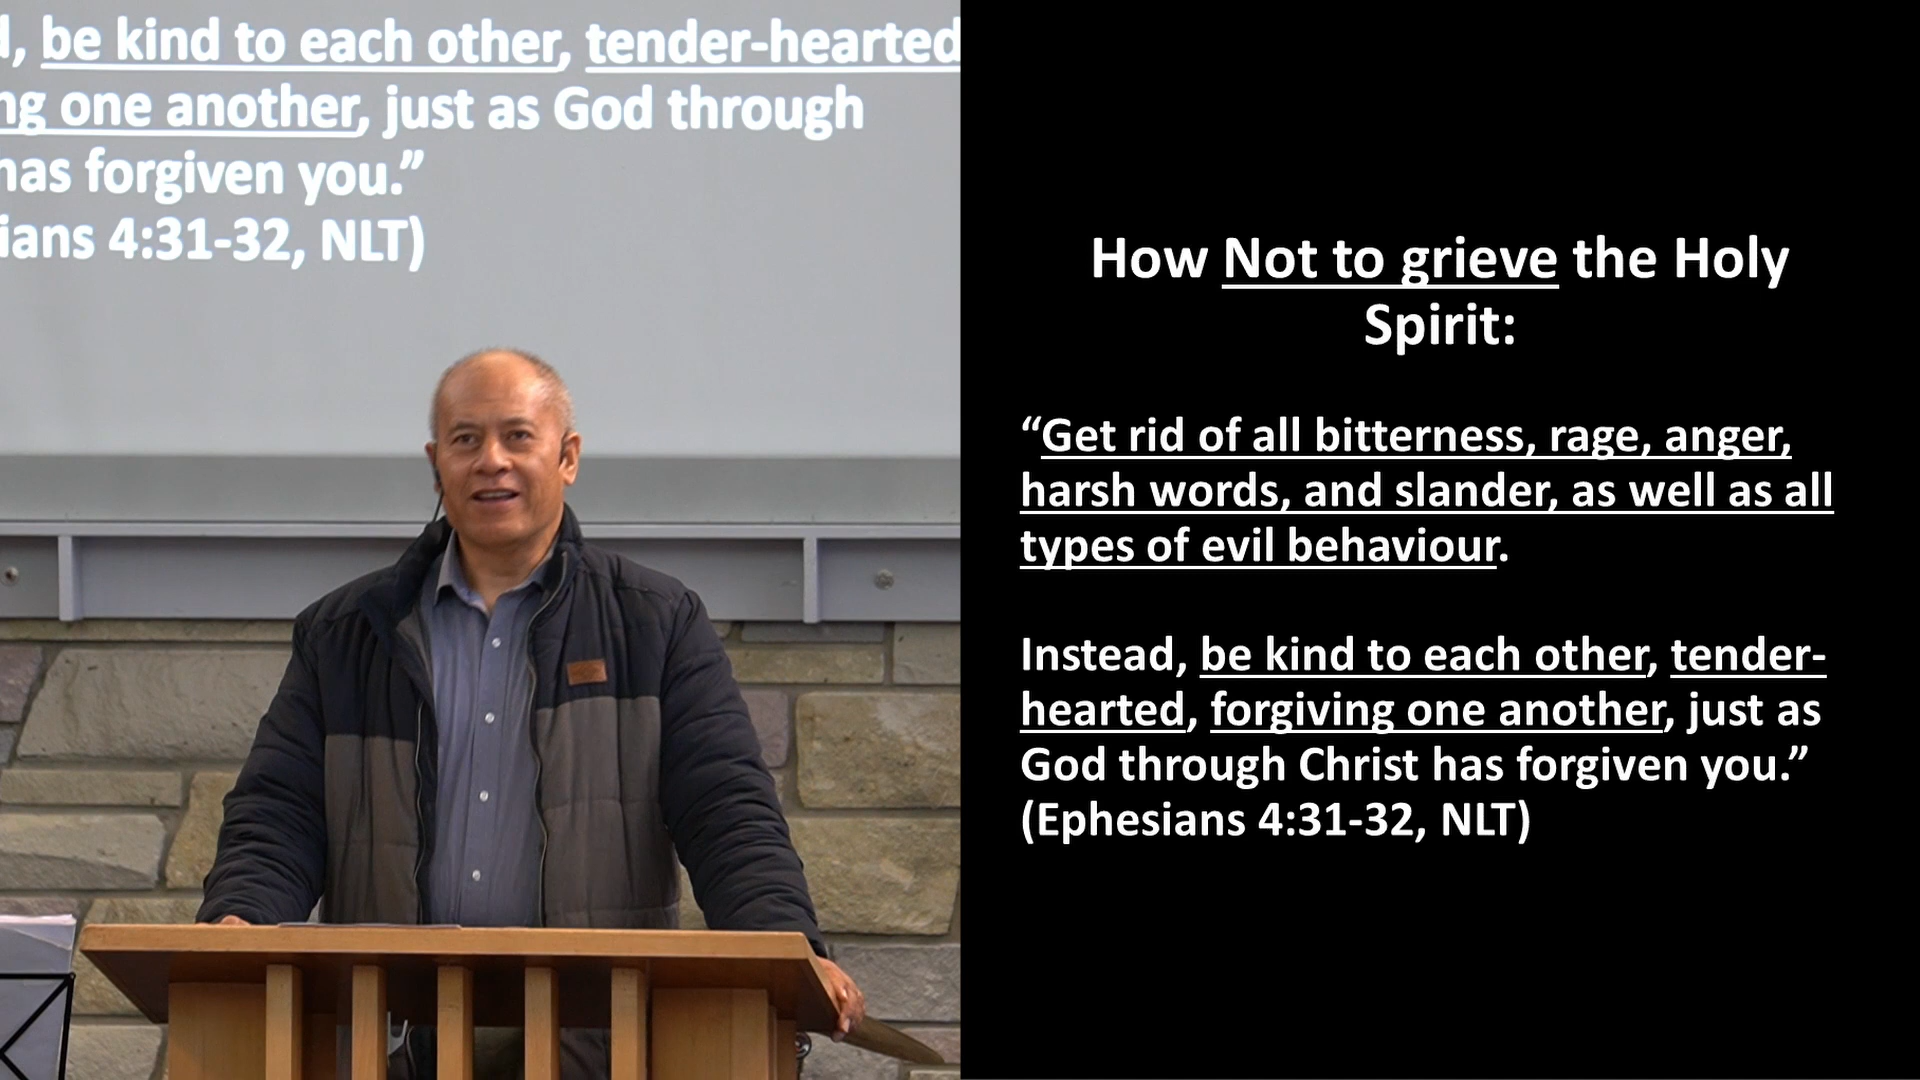 d, be kind to each other, tender-hearted
ng one another, just as God through
has forgiven you.”
ians 4:31-32, NLT)
How Not to grieve the Holy
Spirit:
“Get rid of all bitterness, rage, anger,
harsh words, and slander, as well as all
types of evil behaviour.
Instead, be kind to each other, tender-
hearted, forgiving one another, just as
God through Christ has forgiven you.”
(Ephesians 4:31-32, NLT)